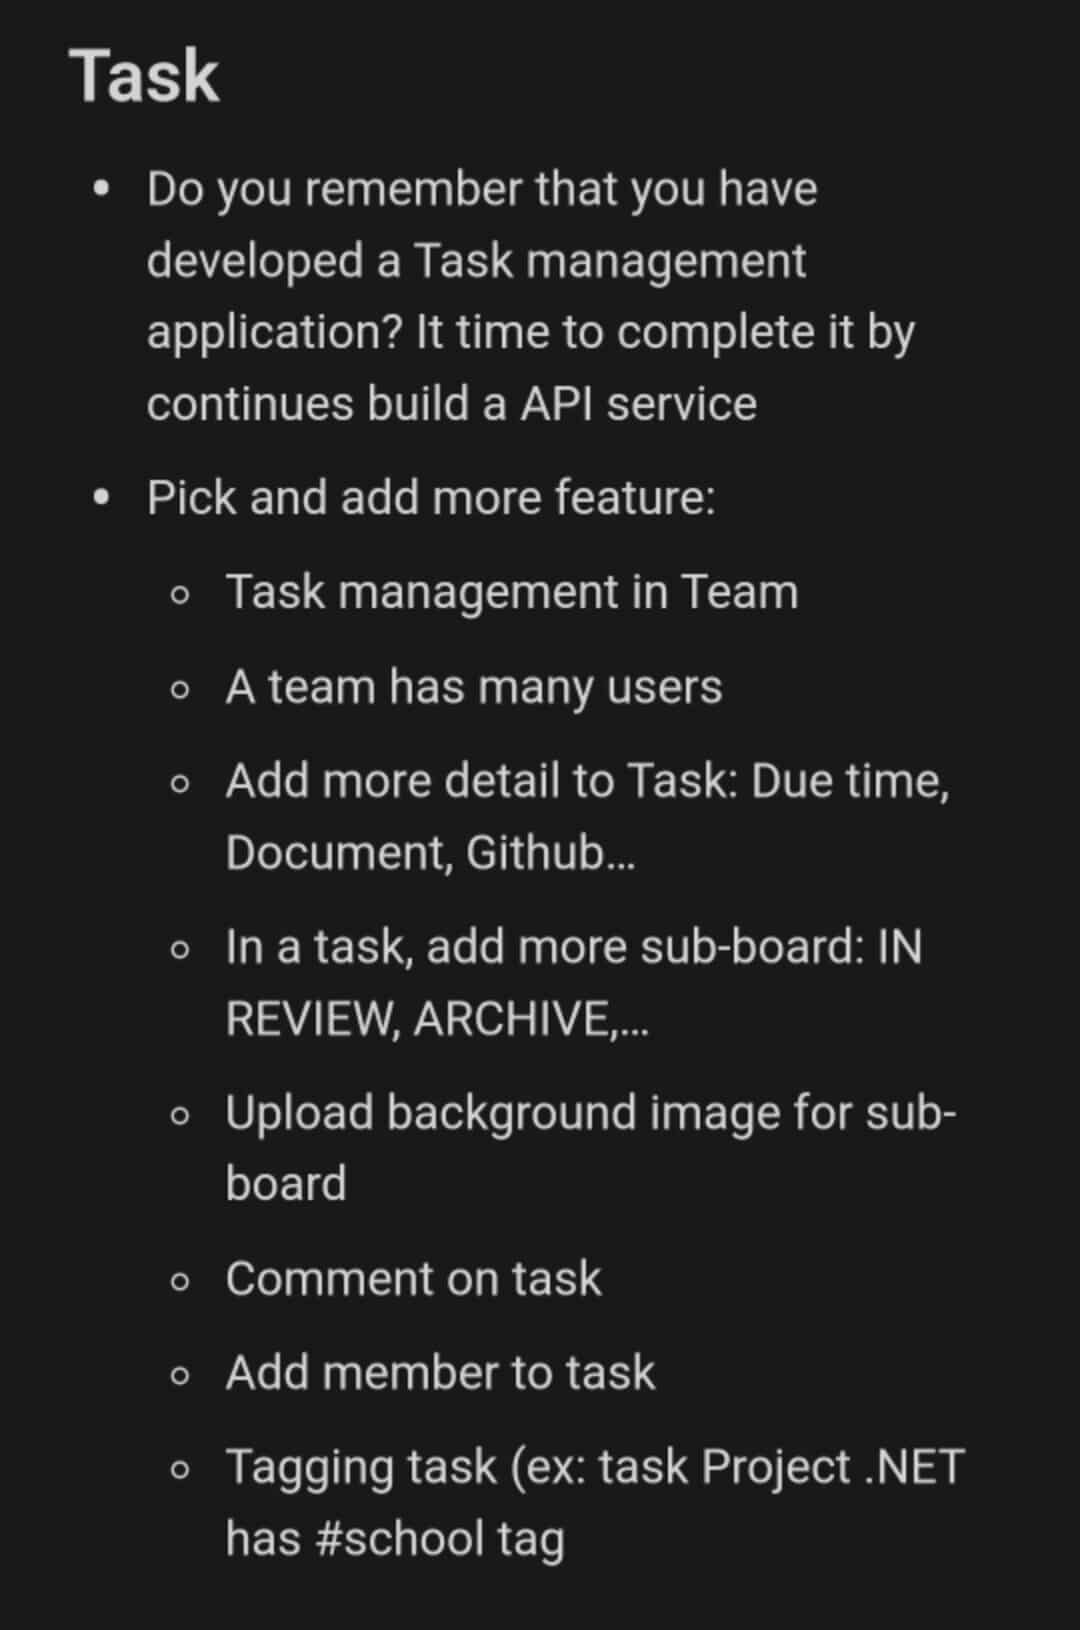 Task
• Do you remember that you have
developed a Task management
application? It time to complete it by
continues build a API service
• Pick and add more feature:
◦ Task management in Team
◦ A team has many users
◦ Add more detail to Task: Due time,
Document, Github...
◦ In a task, add more sub-board: IN
REVIEW, ARCHIVE,...
◦ Upload background image for sub-
board
◦ Comment on task
◦ Add member to task
◦ Tagging task (ex: task Project .NET
has #school tag